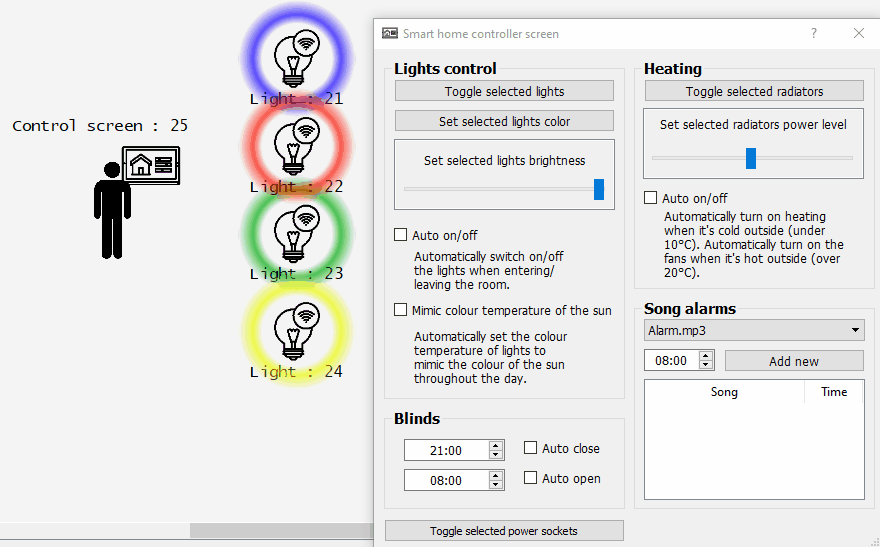 Light : 21
Control screen : 25
Light : 22
Light : 23
Light : 24
Smart home controller screen
?
Lights control
Toggle selected lights
Set selected lights color
Set selected lights brightness
Auto on/off
Automatically switch on/off
the lights when entering/
leaving the room.
Mimic colour temperature of the sun
Automatically set the colour
temperature of lights to
mimic the colour of the sun
throughout the day.
Blinds
21:00
Auto close
08:00
Auto open
Toggle selected power sockets
Heating
Toggle selected radiators
Set selected radiators power level
Auto on/off
Automatically turn on heating
when it's cold outside (under
10°C). Automatically turn on the
fans when it's hot outside (over
20°C).
Song alarms
Alarm.mp3
08:00
Add new
Song Time